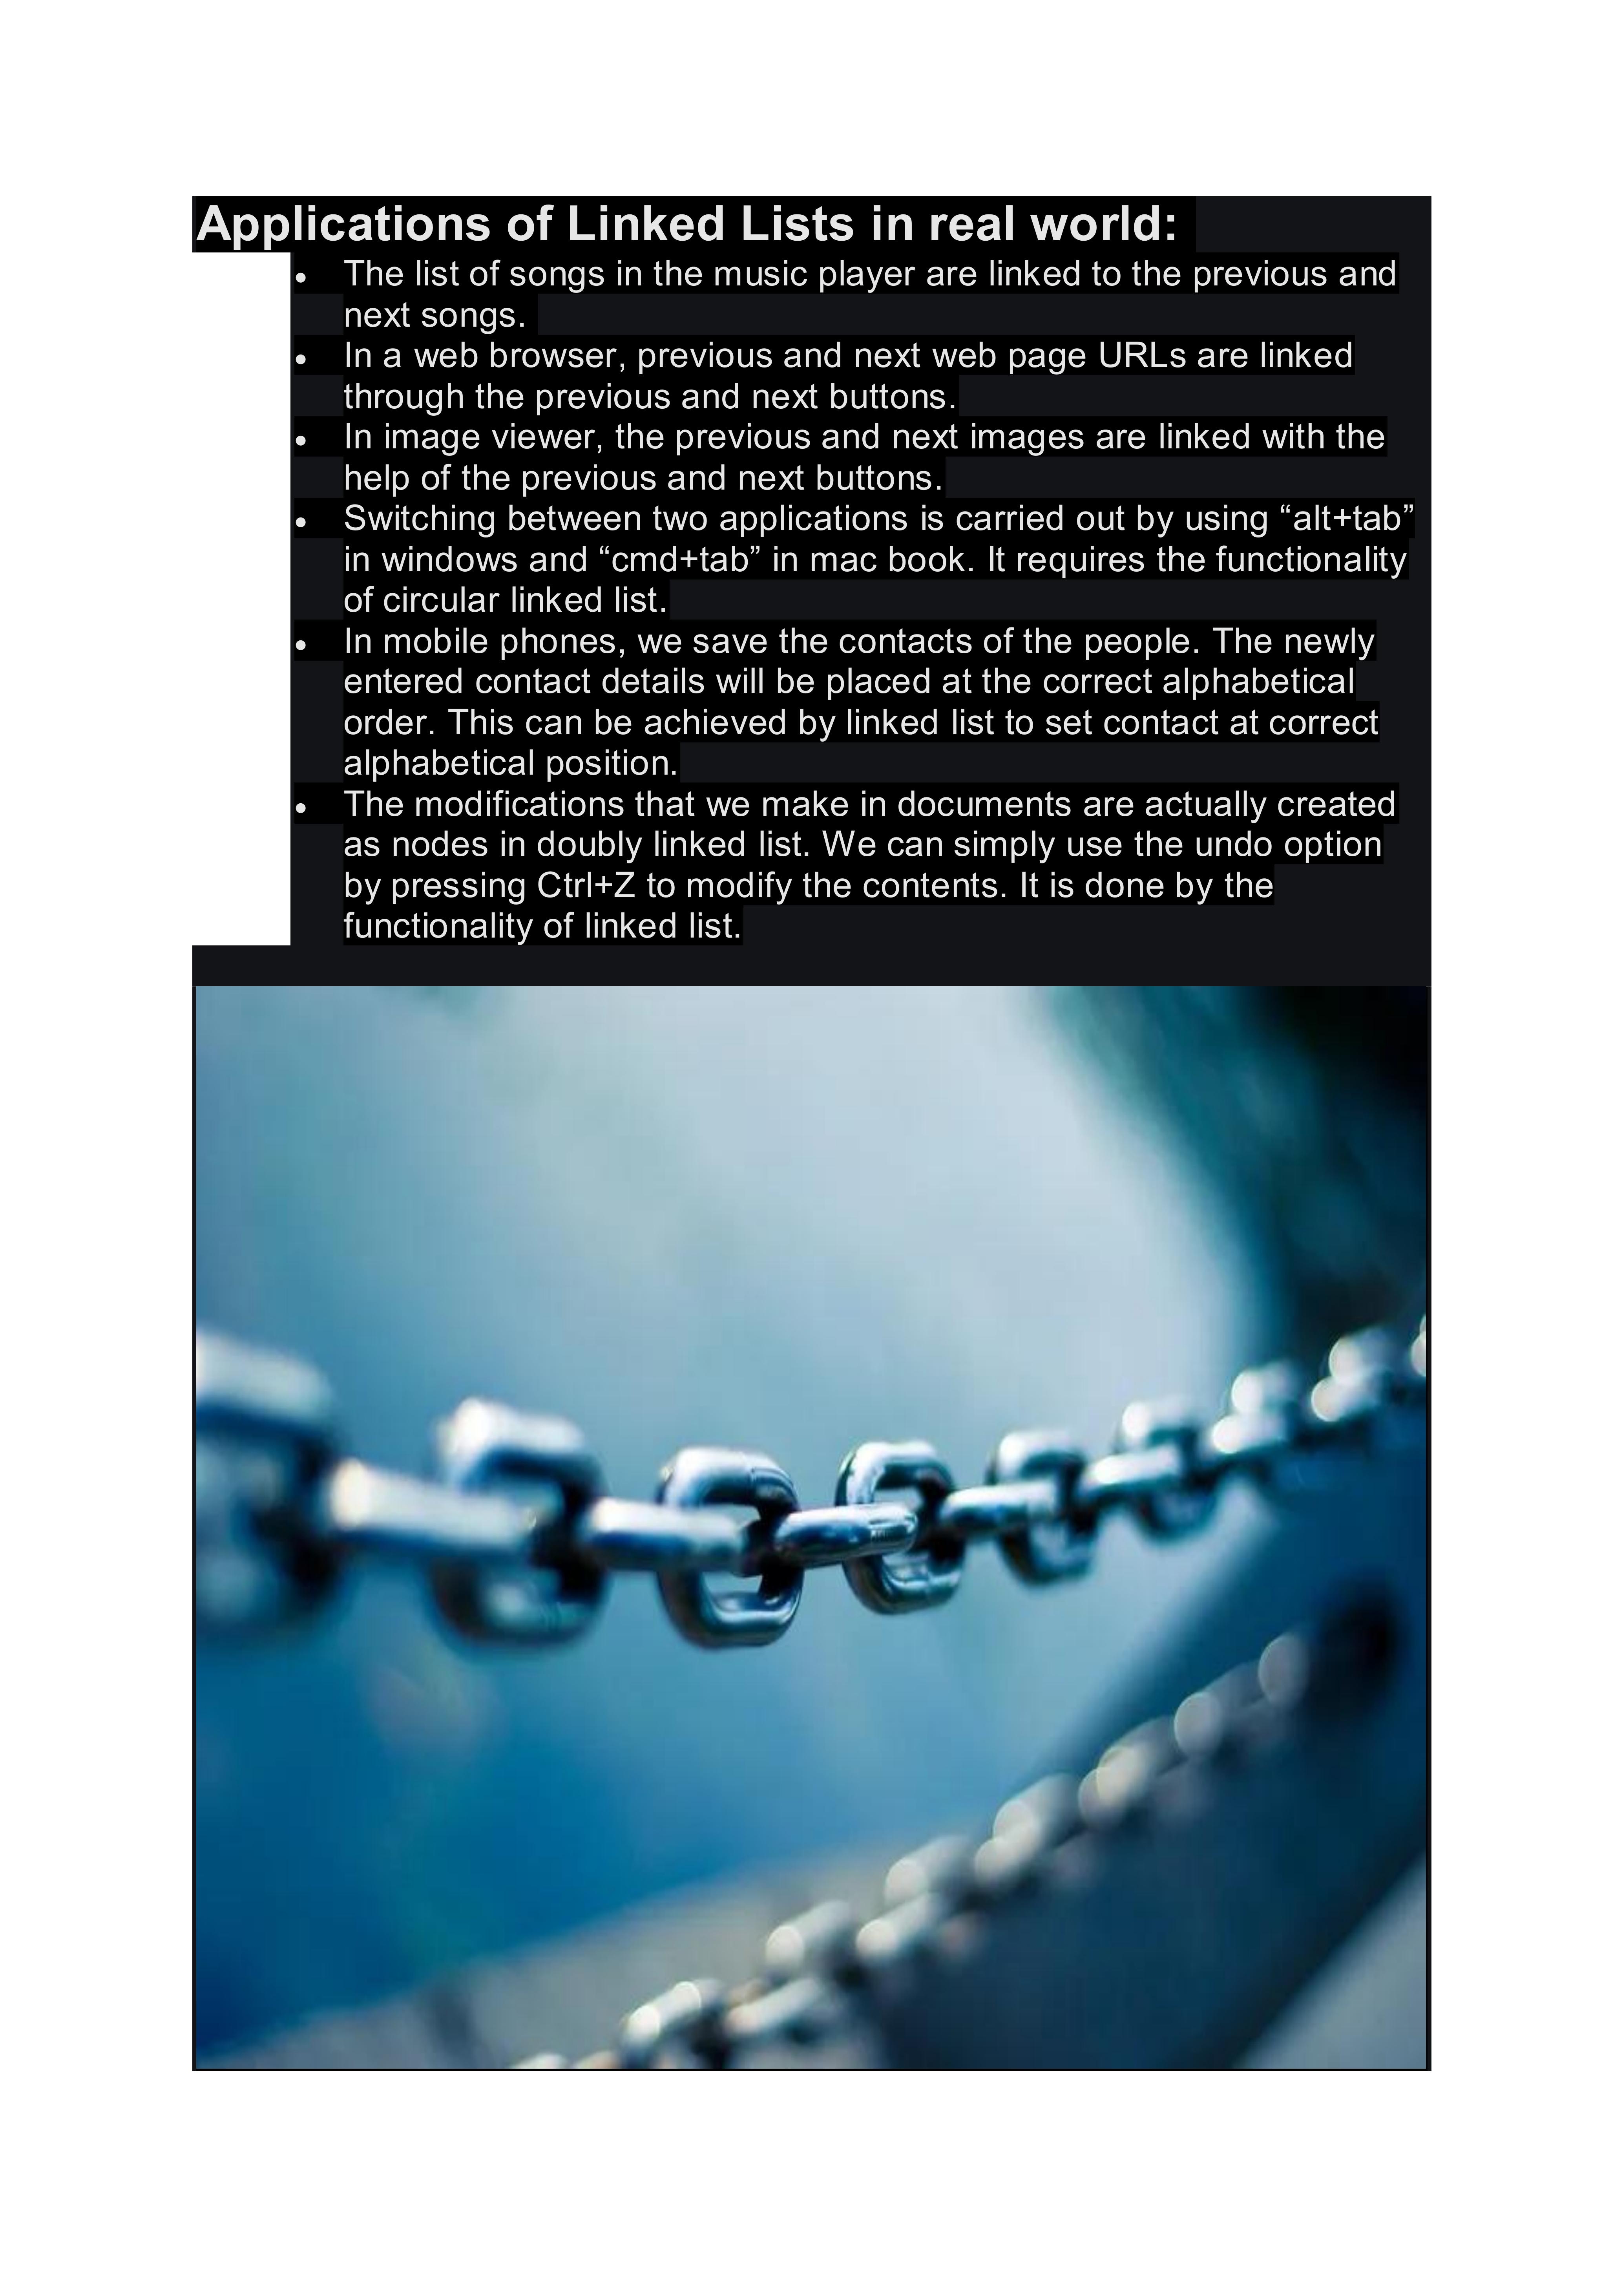 Applications of Linked Lists in real world:
• The list of songs in the music player are linked to the previous and
next songs.
• In a web browser, previous and next web page URLs are linked
through the previous and next buttons.
• In image viewer, the previous and next images are linked with the
help of the previous and next buttons.
• Switching between two applications is carried out by using “alt+tab”
in windows and “cmd+tab” in mac book. It requires the functionality
of circular linked list.
• In mobile phones, we save the contacts of the people. The newly
entered contact details will be placed at the correct alphabetical
order. This can be achieved by linked list to set contact at correct
alphabetical position.
• The modifications that we make in documents are actually created
as nodes in doubly linked list. We can simply use the undo option
by pressing Ctrl+Z to modify the contents. It is done by the
functionality of linked list.